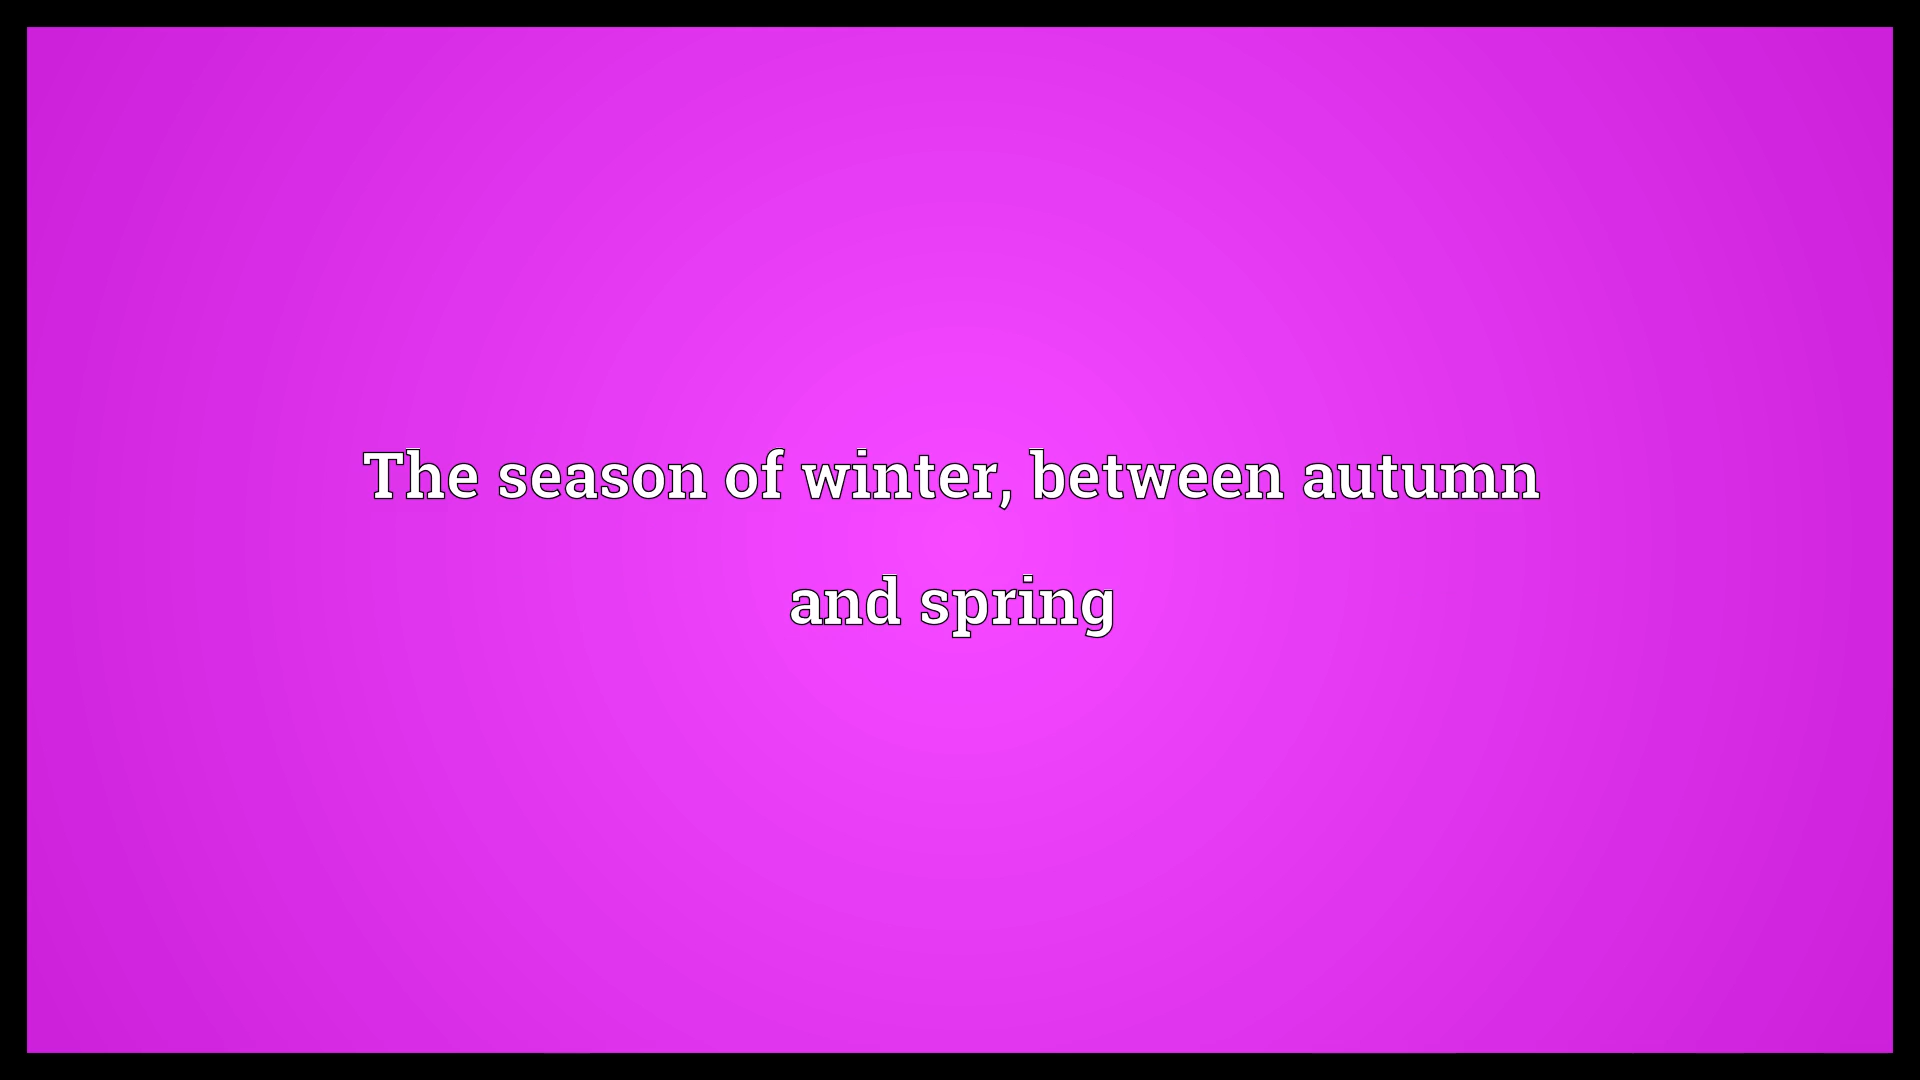 The season of winter, between autumn
and spring